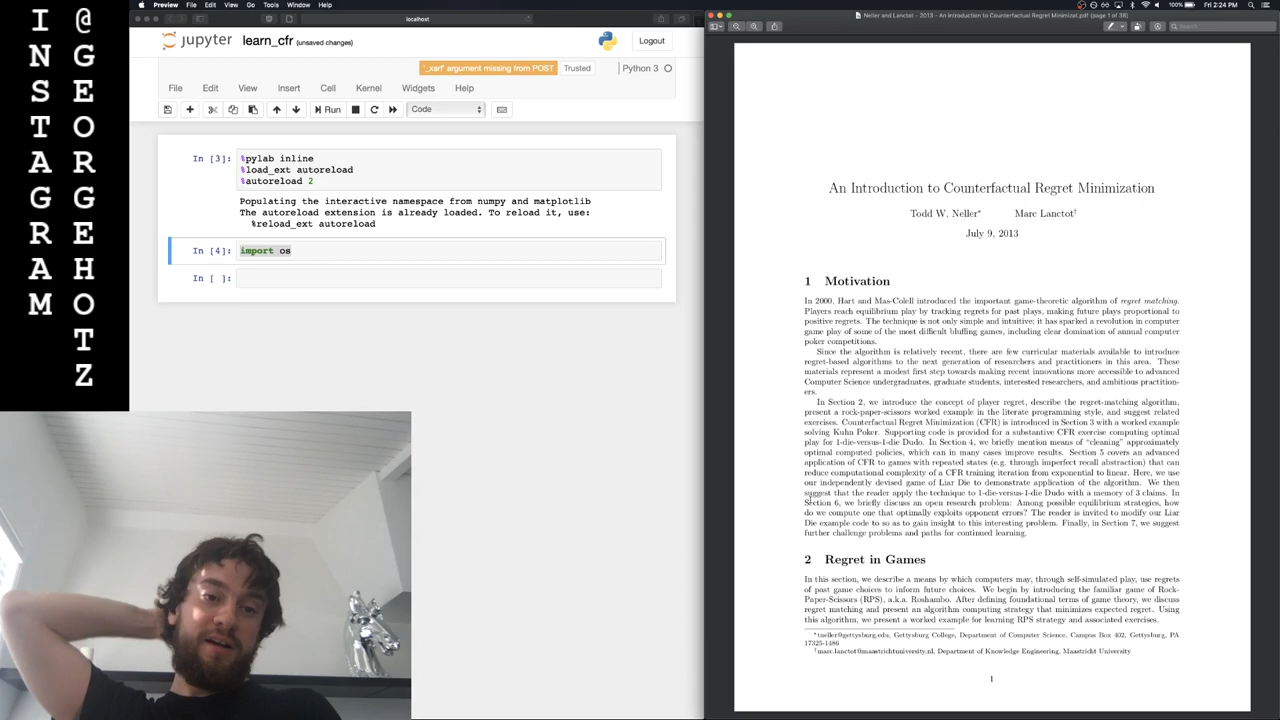 INSTAGRAM
@GEORGEHOTZ
Preview File Edit View Go Tools Window Help
100% Fri 2:24 PM
localhost
jupyter learn_cfr (unsaved changes)
Logout
'_xsrf' argument missing from POST
Trusted
Python 3
File Edit View Insert Cell Kernel Widgets Help
Run
Code
In [3]: %pylab inline
%load_ext autoreload
%autoreload 2
Populating the interactive namespace from numpy and matplotlib
The autoreload extension is already loaded. To reload it, use:
%reload_ext autoreload
In [4]: import os
In [ ]:
Neller and Lanctot - 2013 - An Introduction to Counterfactual Regret Minimizat.pdf (page 1 of 38)
Search
An Introduction to Counterfactual Regret Minimization
Todd W. Neller* Marc Lanctot†
July 9, 2013
1 Motivation
In 2000, Hart and Mas-Colell introduced the important game-theoretic algorithm of regret matching.
Players reach equilibrium play by tracking regrets for past plays, making future plays proportional to
positive regrets. The technique is not only simple and intuitive; it has sparked a revolution in computer
game play of some of the most difficult bluffing games, including clear domination of annual computer
poker competitions.
Since the algorithm is relatively recent, there are few curricular materials available to introduce
regret-based algorithms to the next generation of researchers and practitioners in this area. These
materials represent a modest first step towards making recent innovations more accessible to advanced
Computer Science undergraduates, graduate students, interested researchers, and ambitious practition-
ers.
In Section 2, we introduce the concept of player regret, describe the regret-matching algorithm,
present a rock-paper-scissors worked example in the literate programming style, and suggest related
exercises. Counterfactual Regret Minimization (CFR) is introduced in Section 3 with a worked example
solving Kuhn Poker. Supporting code is provided for a substantive CFR exercise computing optimal
play for 1-die-versus-1-die Dudo. In Section 4, we briefly mention means of “cleaning” approximately
optimal computed policies, which can in many cases improve results. Section 5 covers an advanced
application of CFR to games with repeated states (e.g. through imperfect recall abstraction) that can
reduce computational complexity of a CFR training iteration from exponential to linear. Here, we use
our independently devised game of Liar Die to demonstrate application of the algorithm. We then
suggest that the reader apply the technique to 1-die-versus-1-die Dudo with a memory of 3 claims. In
Section 6, we briefly discuss an open research problem: Among possible equilibrium strategies, how
do we compute one that optimally exploits opponent errors? The reader is invited to modify our Liar
Die example code to so as to gain insight to this interesting problem. Finally, in Section 7, we suggest
further challenge problems and paths for continued learning.
2 Regret in Games
In this section, we describe a means by which computers may, through self-simulated play, use regrets
of past game choices to inform future choices. We begin by introducing the familiar game of Rock-
Paper-Scissors (RPS), a.k.a. Roshambo. After defining foundational terms of game theory, we discuss
regret matching and present an algorithm computing strategy that minimizes expected regret. Using
this algorithm, we present a worked example for learning RPS strategy and associated exercises.
*tneller@gettysburg.edu, Gettysburg College, Department of Computer Science, Campus Box 402, Gettysburg, PA
17325-1486
†marc.lanctot@maastrichtuniversity.nl, Department of Knowledge Engineering, Maastricht University
1